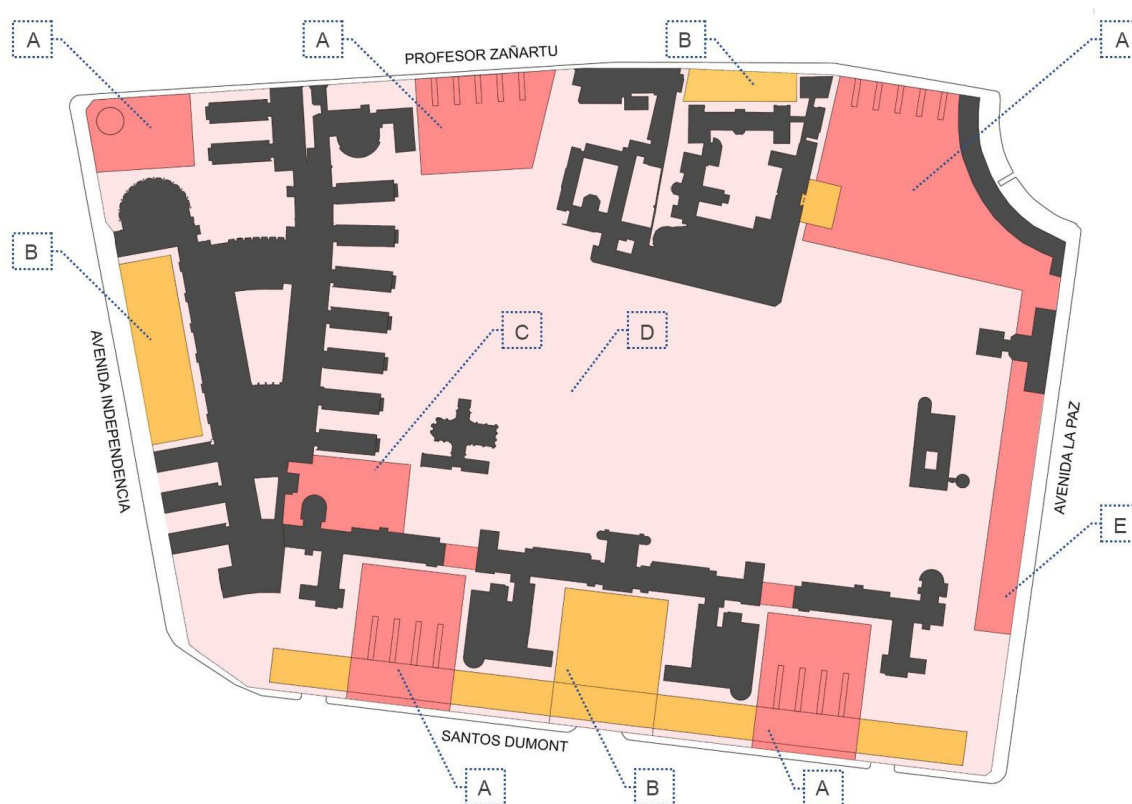 A
A
B
A
PROFESOR ZAÑARTU
B
C
D
AVENIDA INDEPENDENCIA
AVENIDA LA PAZ
E
SANTOS DUMONT
A
B
A